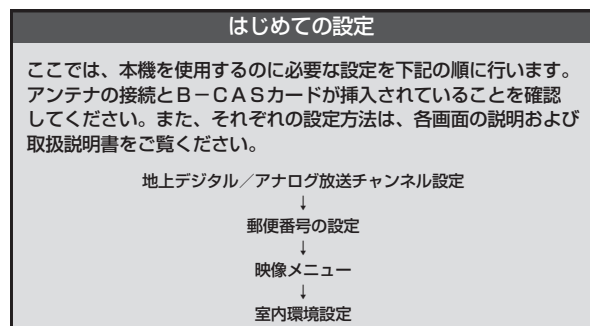 はじめての設定
ここでは、本機を使用するのに必要な設定を下記の順に行います。
アンテナの接続とB－CASカードが挿入されていることを確認
してください。また、それぞれの設定方法は、各画面の説明および
取扱説明書をご覧ください。
地上デジタル／アナログ放送チャンネル設定
↓
郵便番号の設定
↓
映像メニュー
↓
室内環境設定